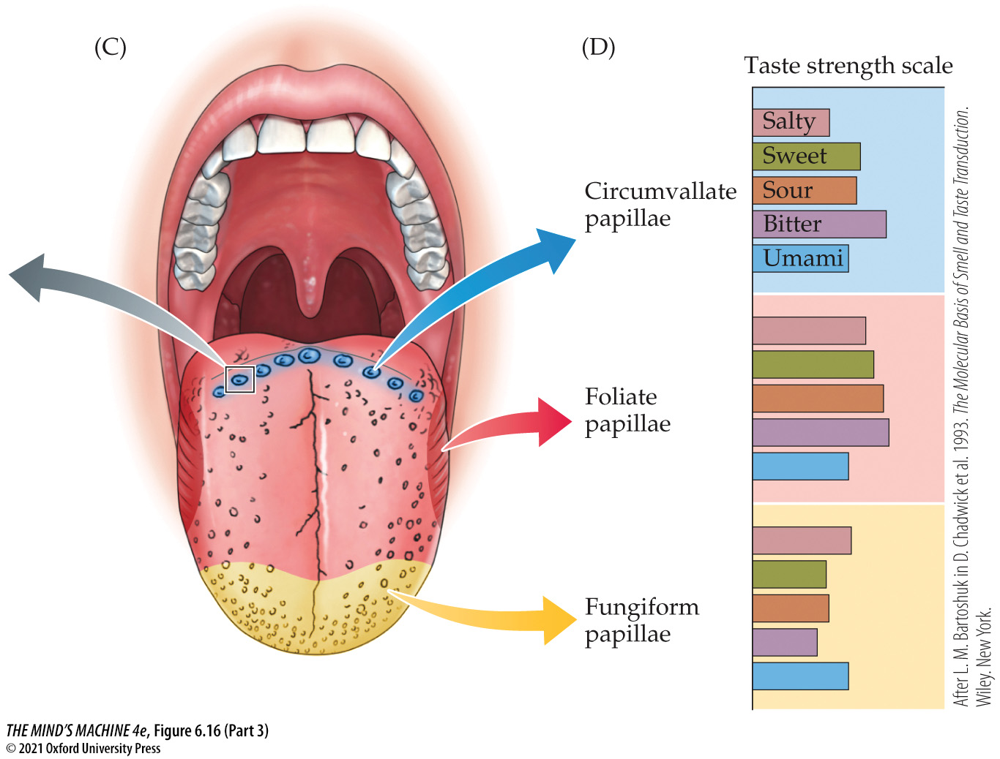 (C)
(D)
Taste strength scale
Circumvallate
papillae
Salty
Sweet
Sour
Bitter
Umami
Foliate
papillae
Fungiform
papillae
After L. M. Bartoshuk in D. Chadwick et al. 1993. The Molecular Basis of Smell and Taste Transduction.
Wiley. New York.
THE MIND'S MACHINE 4e, Figure 6.16 (Part 3)
© 2021 Oxford University Press